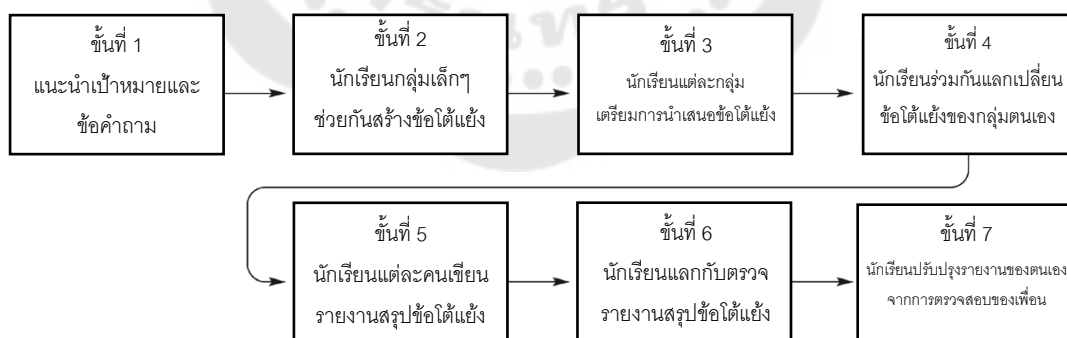 ขั้นที่ 1
แนะนำเป้าหมายและ
ข้อคำถาม
ขั้นที่ 2
นักเรียนกลุ่มเล็กๆ
ช่วยกันสร้างข้อโต้แย้ง
ขั้นที่ 3
นักเรียนแต่ละกลุ่ม
เตรียมการนำเสนอข้อโต้แย้ง
ขั้นที่ 4
นักเรียนร่วมกันแลกเปลี่ยน
ข้อโต้แย้งของกลุ่มตนเอง
ขั้นที่ 5
นักเรียนแต่ละคนเขียน
รายงานสรุปข้อโต้แย้ง
ขั้นที่ 6
นักเรียนแลกกับตรวจ
รายงานสรุปข้อโต้แย้ง
ขั้นที่ 7
นักเรียนปรับปรุงรายงานของตนเอง
จากการตรวจสอบของเพื่อน